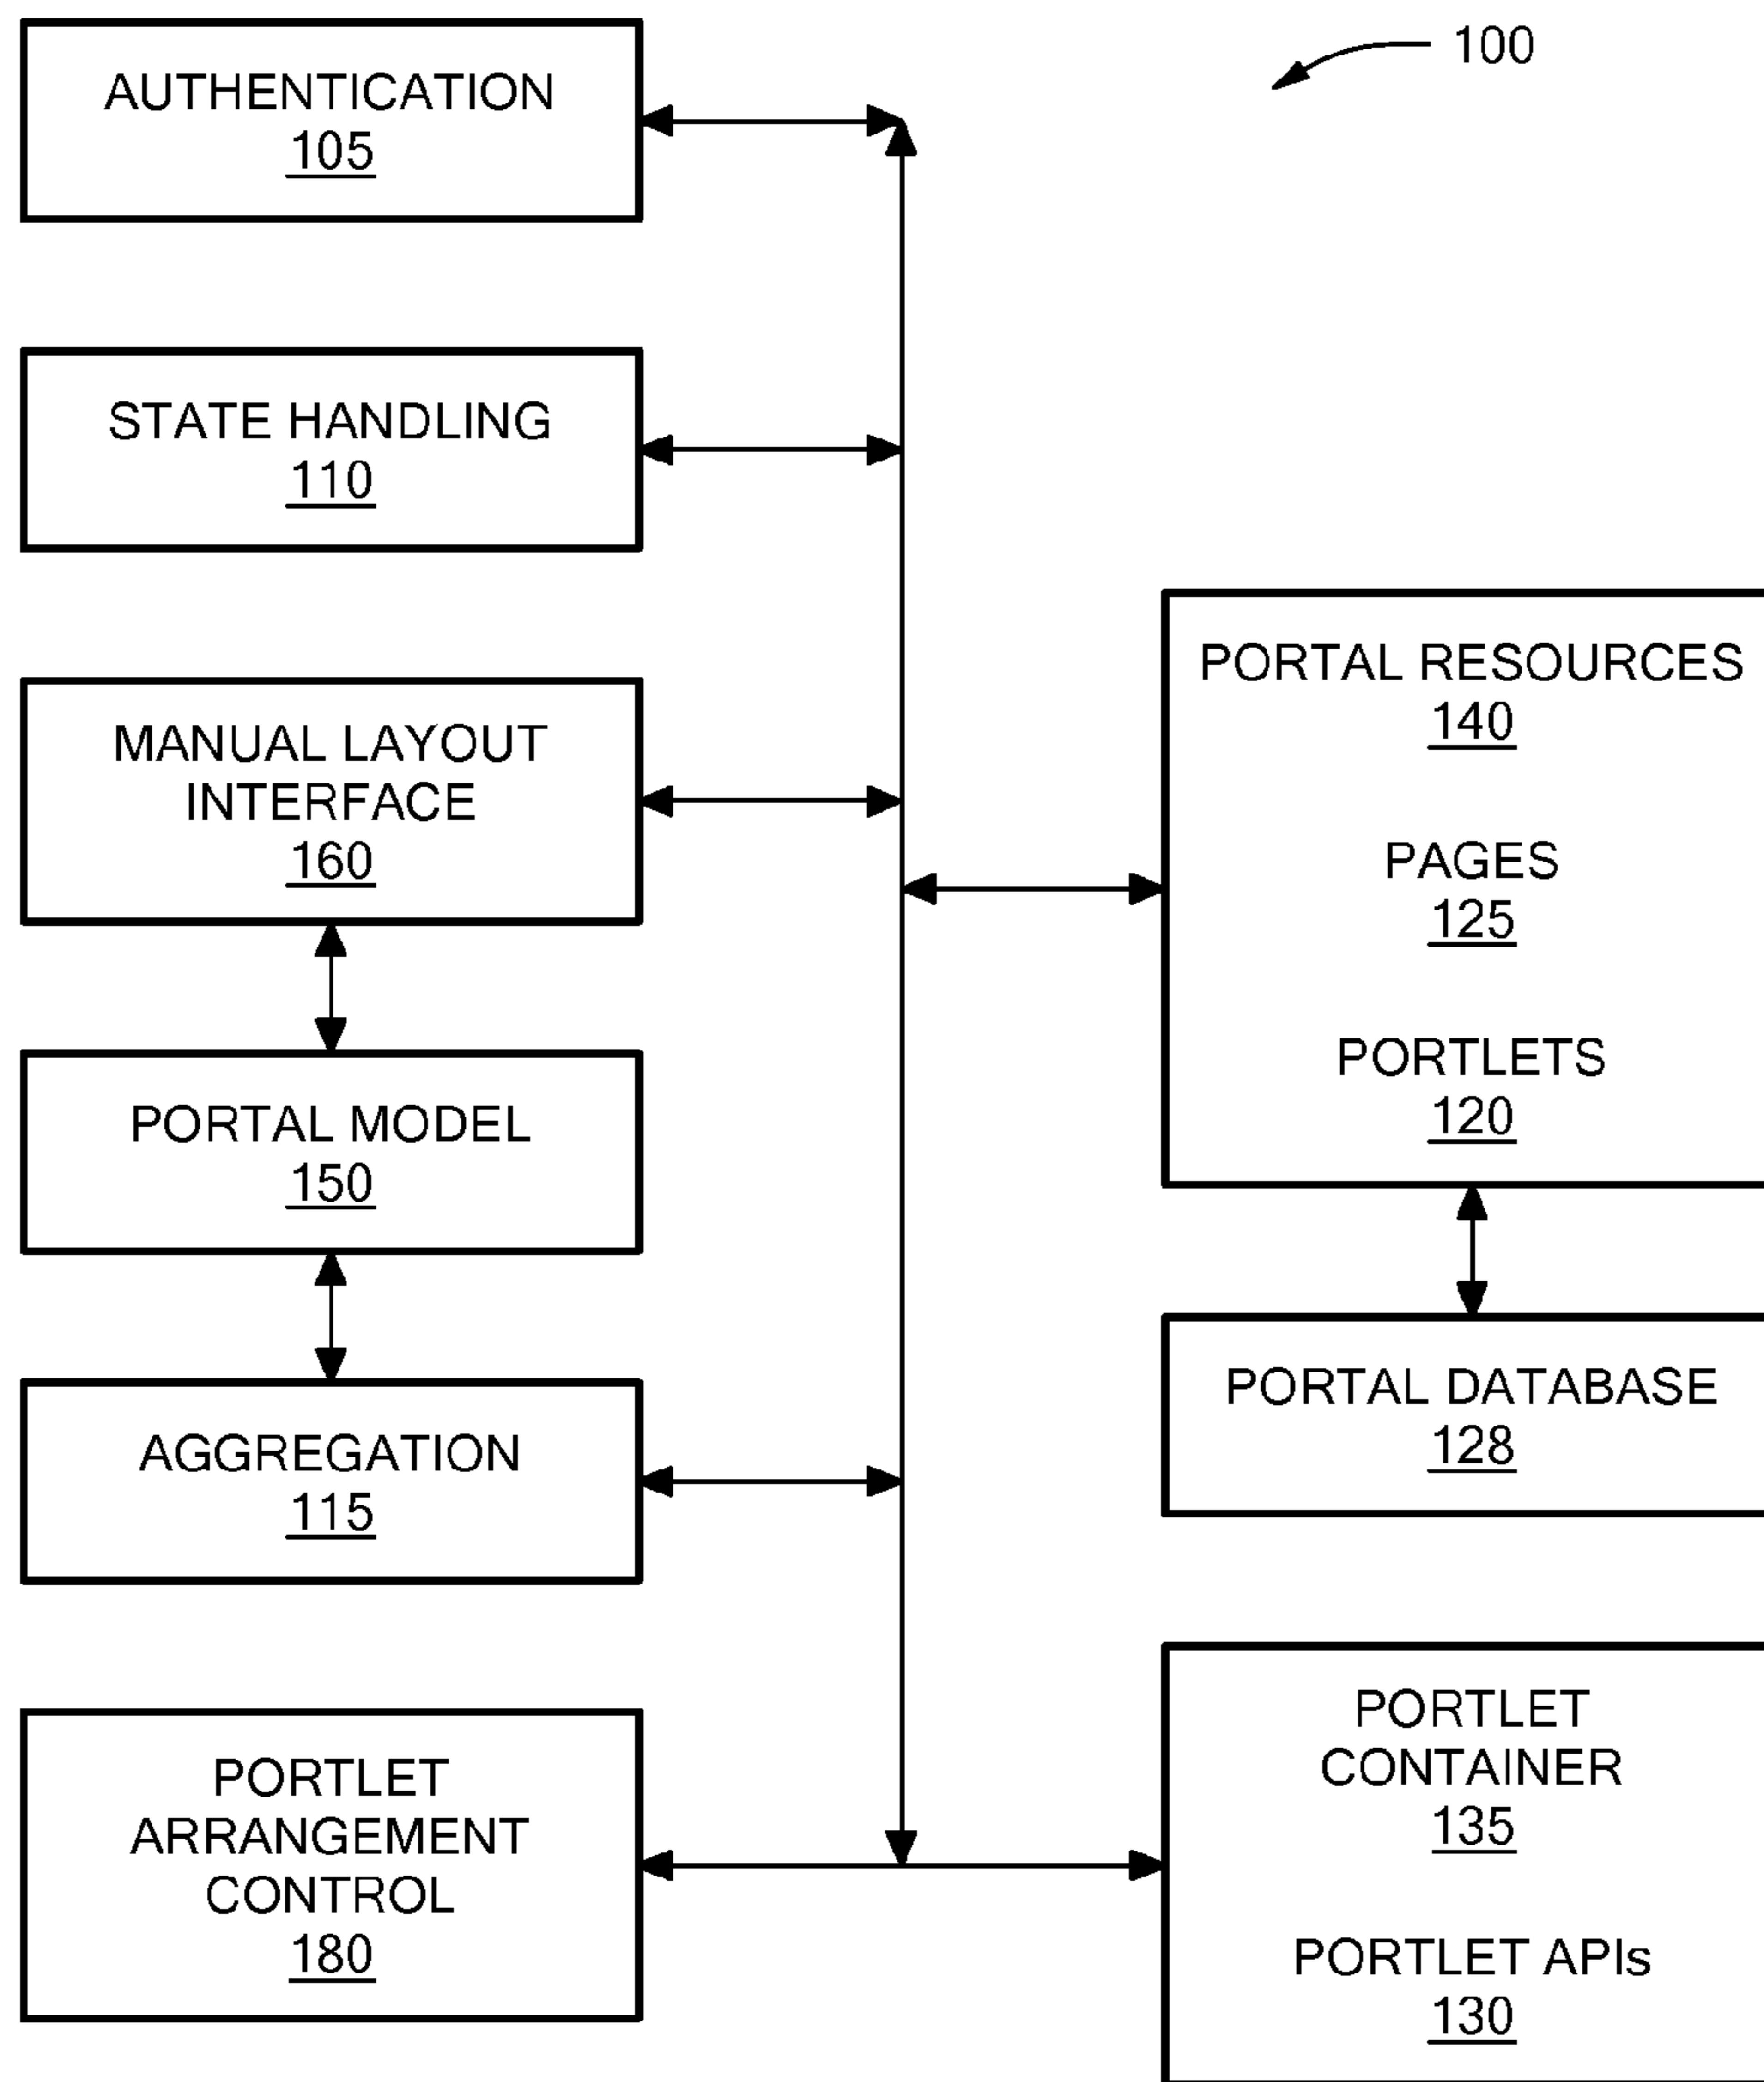 100
AUTHENTICATION
105
STATE HANDLING
110
MANUAL LAYOUT
INTERFACE
160
PORTAL MODEL
150
AGGREGATION
115
PORTLET
ARRANGEMENT
CONTROL
180
PORTAL RESOURCES
140
PAGES
125
PORTLETS
120
PORTAL DATABASE
128
PORTLET
CONTAINER
135
PORTLET APIs
130